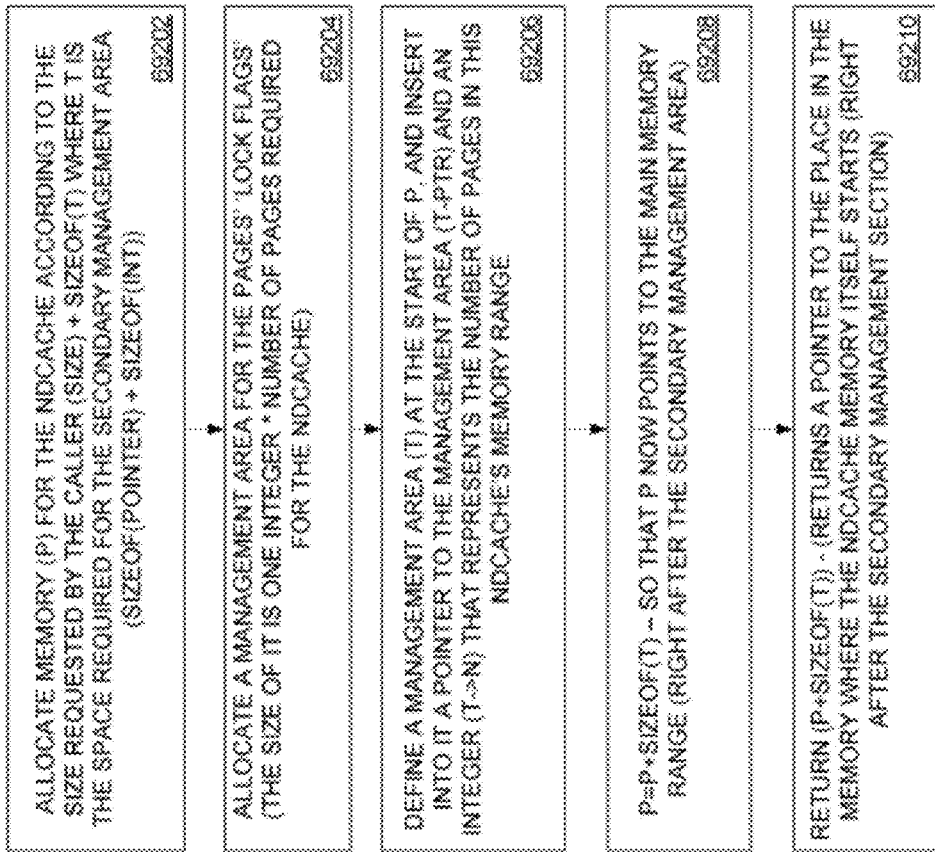 ALLOCATE MEMORY (P) FOR THE NDCACHE ACCORDING TO THE
SIZE REQUESTED BY THE CALLER (SIZE) + SIZEOF(T) WHERE T IS
THE SPACE REQUIRED FOR THE SECONDARY MANAGEMENT AREA
(SIZEOF(POINTER) + SIZEOF(INT))
69202
ALLOCATE A MANAGEMENT AREA FOR THE PAGES' 'LOCK FLAGS'
(THE SIZE OF IT IS ONE INTEGER * NUMBER OF PAGES REQUIRED
FOR THE NDCACHE)
69204
DEFINE A MANAGEMENT AREA (T) AT THE START OF P, AND INSERT
INTO IT A POINTER TO THE MANAGEMENT AREA (T-PTR) AND AN
INTEGER (T->N) THAT REPRESENTS THE NUMBER OF PAGES IN THIS
NDCACHE'S MEMORY RANGE
69206
P=P+SIZEOF(T) – SO THAT P NOW POINTS TO THE MAIN MEMORY
RANGE (RIGHT AFTER THE SECONDARY MANAGEMENT AREA)
69208
RETURN (P+SIZEOF(T)) - (RETURNS A POINTER TO THE PLACE IN THE
MEMORY WHERE THE NDCACHE MEMORY ITSELF STARTS (RIGHT
AFTER THE SECONDARY MANAGEMENT SECTION)
69210